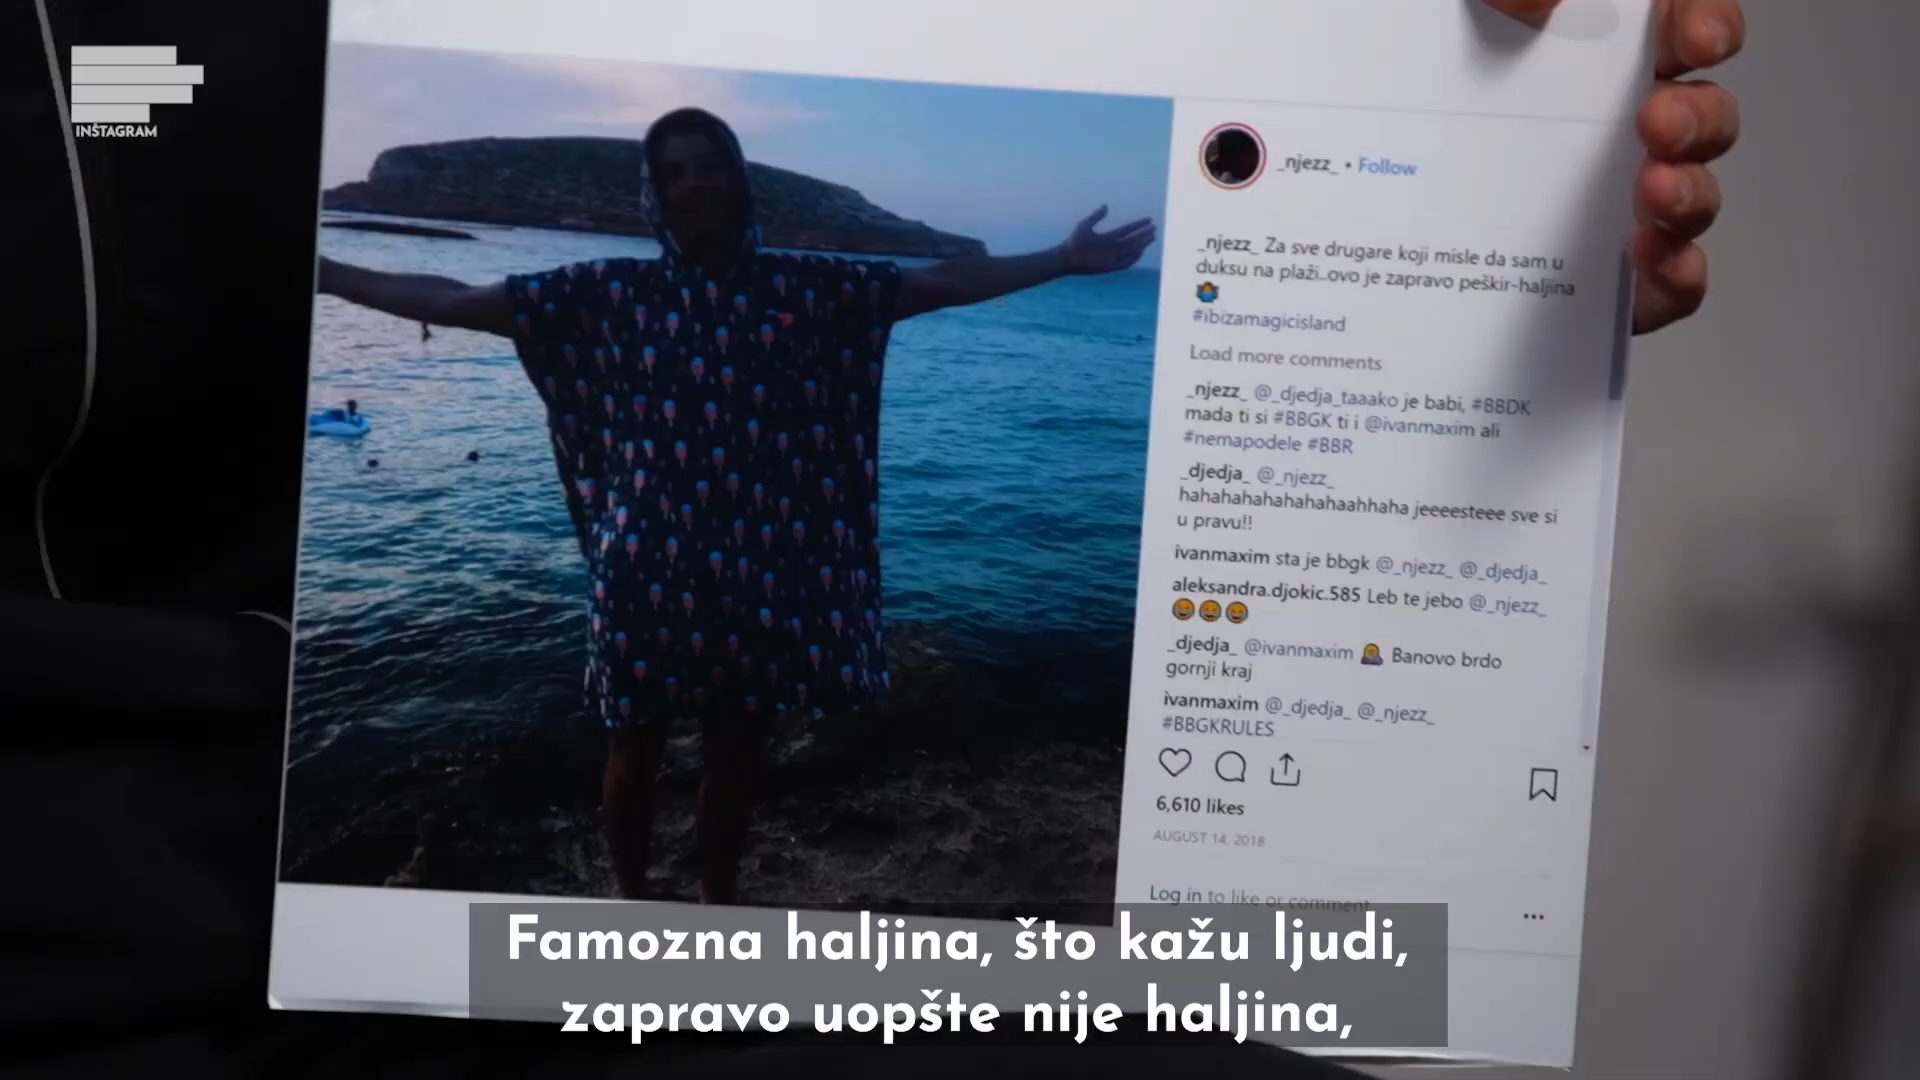 INŠTAGRAM
_njezz_ • Follow
_njezz_ Za sve drugare koji misle da sam u
duksu na plaži..ovo je zapravo peškir-haljina
#ibizamagicisland
Load more comments
_njezz_ @_djedja_taaako je babi, #BBDK
mada ti si #BBGK ti i @ivanmaxim ali
#nemapodele #BBR
_djedja_ @_njezz_
hahahahahahahahaahhaha jeeeesteee sve si
u pravu!!
ivanmaxim sta je bbgk @_njezz_ @_djedja_
aleksandra.djokic.585 Leb te jebo @_njezz_
😂😂😂
_djedja_ @ivanmaxim 🤦‍♀️ Banovo brdo
gornji kraj
ivanmaxim @_djedja_ @_njezz_
#BBGKRULES
6,610 likes
AUGUST 14, 2018
Log in to like or comment.
Famozna haljina, što kažu ljudi,
zapravo uopšte nije haljina,